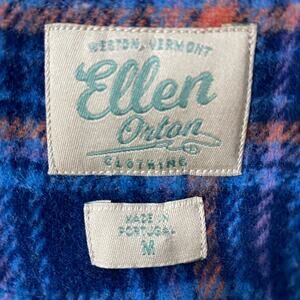 WESTON, VERMONT
Ellen
Orton
CLOTHING
MADE IN
PORTUGAL
M